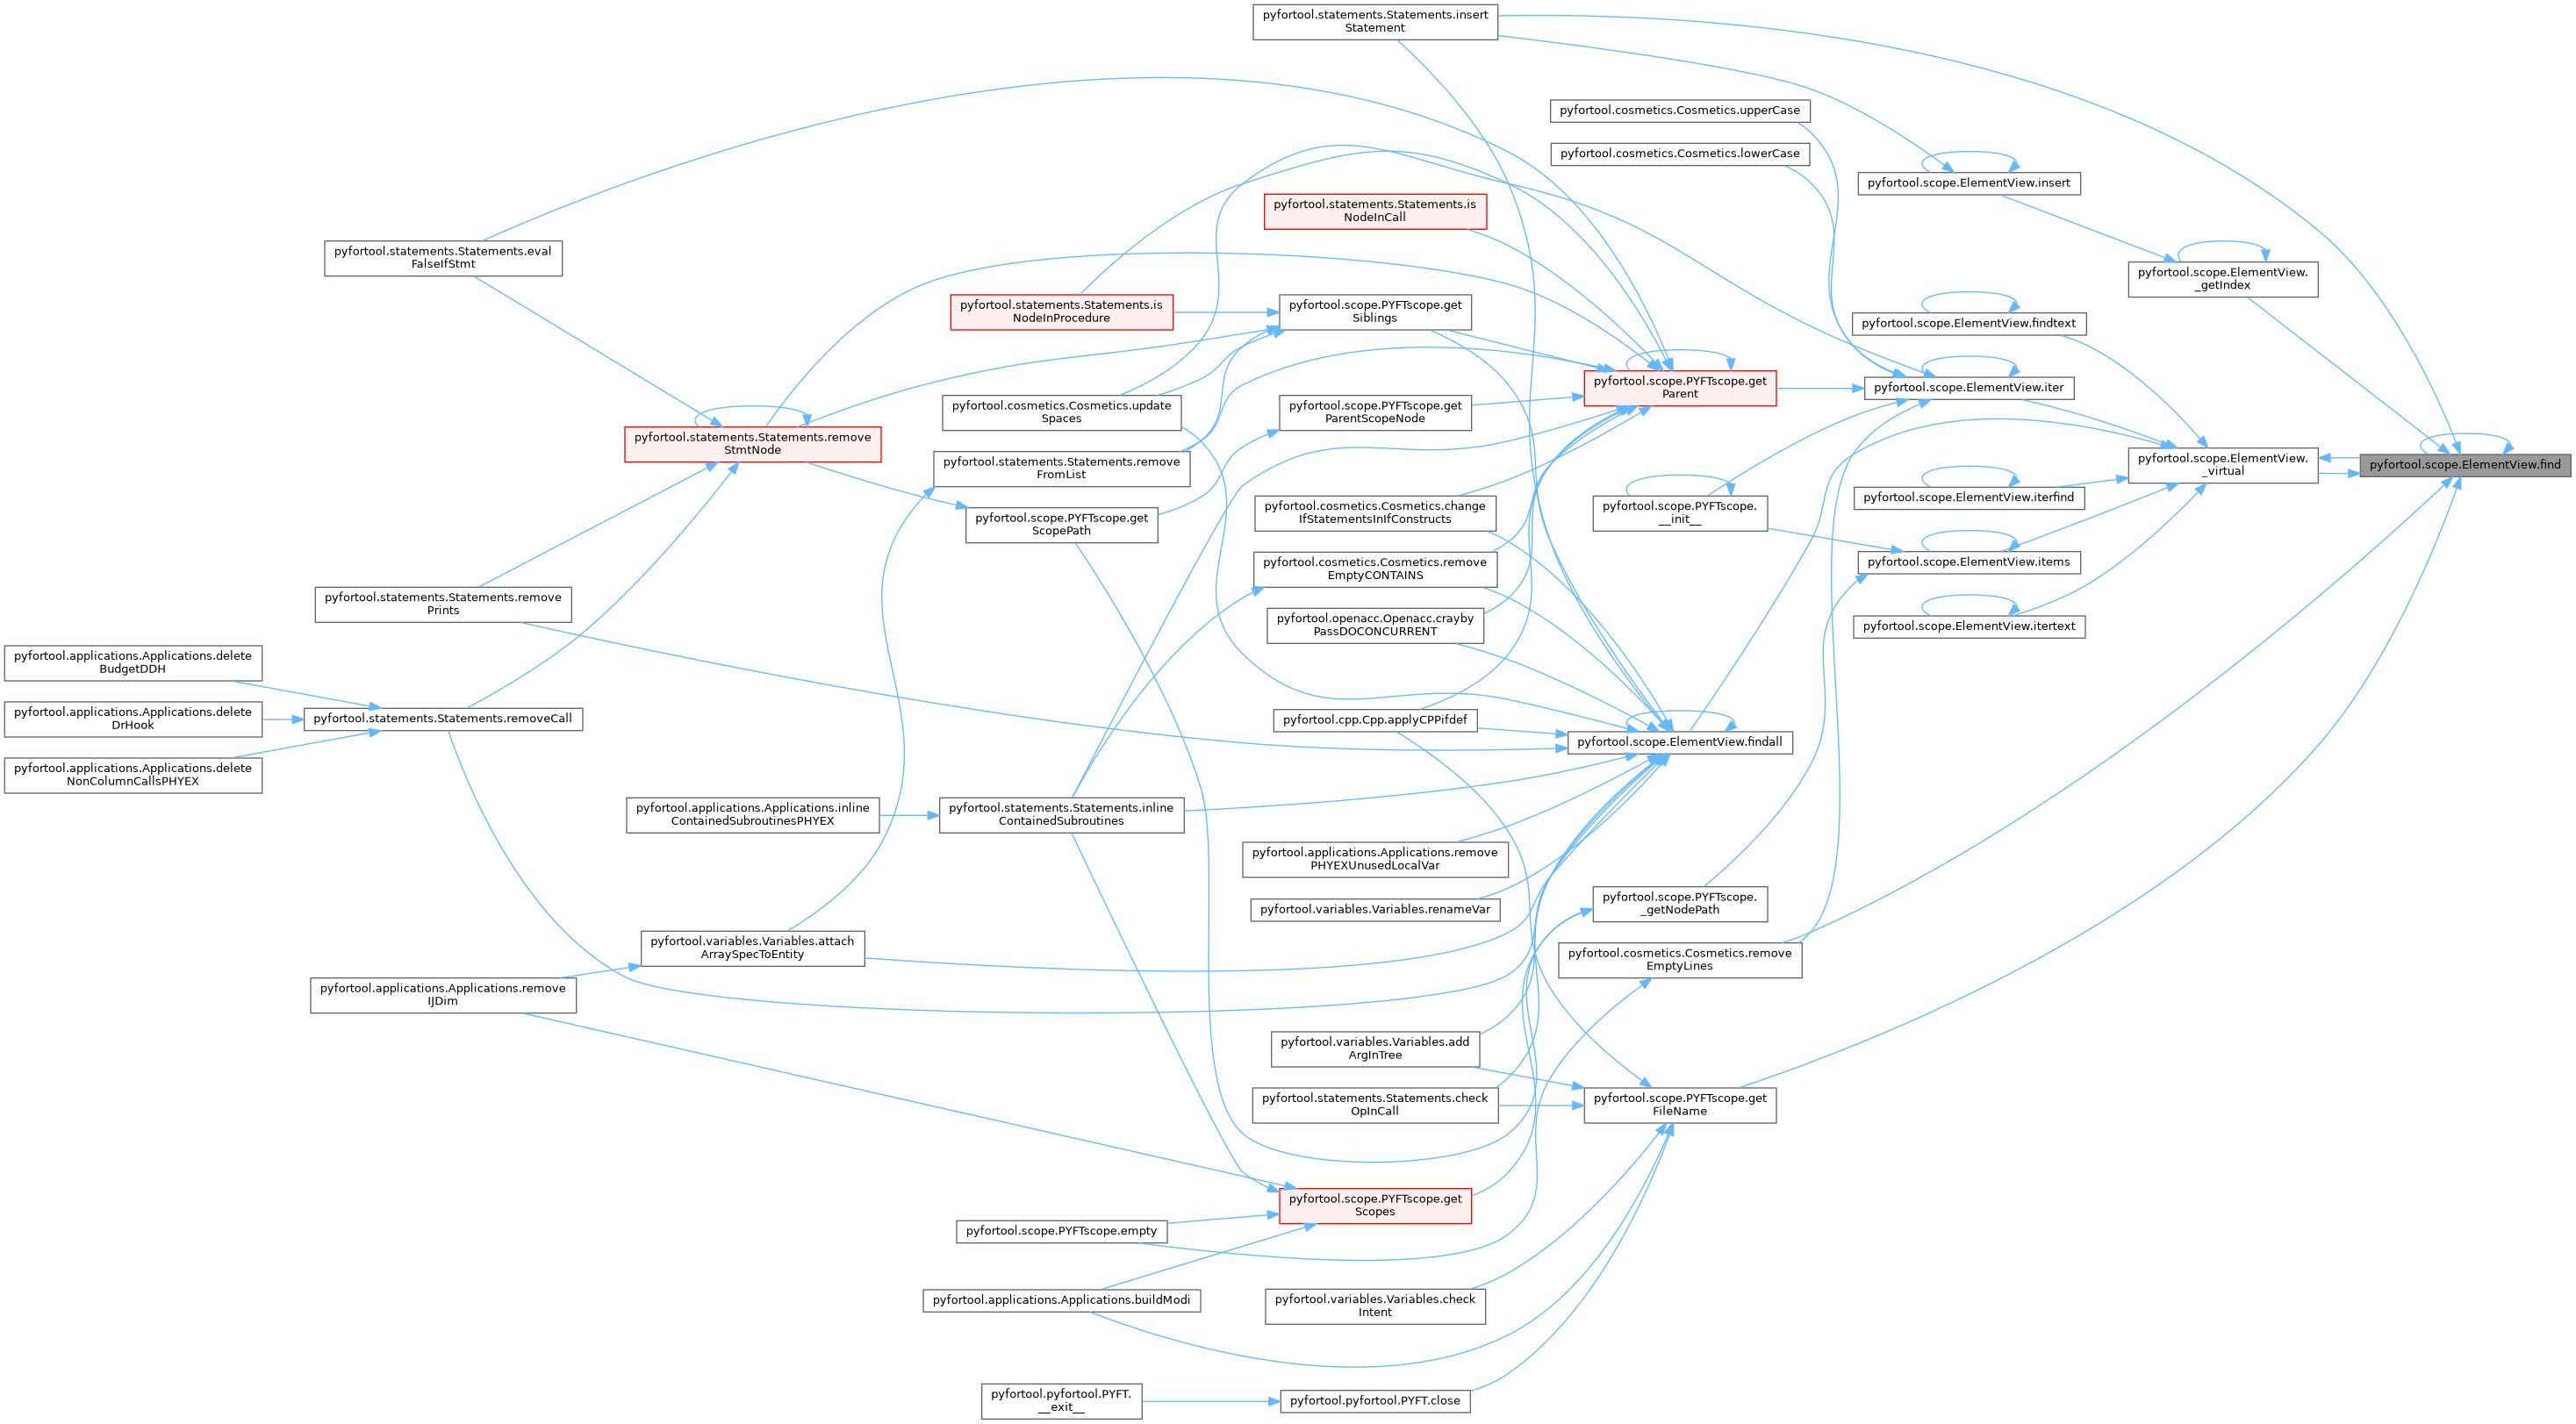 pyfortool.statements.Statements.insert
Statement
pyfortool.cosmetics.Cosmetics.upperCase
pyfortool.cosmetics.Cosmetics.lowerCase
pyfortool.scope.ElementView.insert
pyfortool.statements.Statements.is
NodeInCall
pyfortool.statements.Statements.eval
FalseIfStmt
pyfortool.scope.ElementView.
_getIndex
pyfortool.statements.Statements.is
NodeInProcedure
pyfortool.scope.PYFTscope.get
Siblings
pyfortool.scope.ElementView.findtext
pyfortool.scope.PYFTscope.get
Parent
pyfortool.scope.ElementView.iter
pyfortool.cosmetics.Cosmetics.update
Spaces
pyfortool.scope.PYFTscope.get
ParentScopeNode
pyfortool.statements.Statements.remove
StmtNode
pyfortool.statements.Statements.remove
FromList
pyfortool.scope.ElementView.
_virtual
pyfortool.scope.ElementView.find
pyfortool.scope.ElementView.iterfind
pyfortool.cosmetics.Cosmetics.change
IfStatementsInIfConstructs
pyfortool.scope.PYFTscope.
__init__
pyfortool.scope.PYFTscope.get
ScopePath
pyfortool.cosmetics.Cosmetics.remove
EmptyCONTAINS
pyfortool.scope.ElementView.items
pyfortool.statements.Statements.remove
Prints
pyfortool.openacc.Openacc.crayby
PassDOCONCURRENT
pyfortool.scope.ElementView.itertext
pyfortool.applications.Applications.delete
BudgetDDH
pyfortool.applications.Applications.delete
DrHook
pyfortool.statements.Statements.removeCall
pyfortool.cpp.Cpp.applyCPPifdef
pyfortool.scope.ElementView.findall
pyfortool.applications.Applications.delete
NonColumnCallsPHYEX
pyfortool.applications.Applications.inline
ContainedSubroutinesPHYEX
pyfortool.statements.Statements.inline
ContainedSubroutines
pyfortool.applications.Applications.remove
PHYEXUnusedLocalVar
pyfortool.variables.Variables.renameVar
pyfortool.scope.PYFTscope.
_getNodePath
pyfortool.variables.Variables.attach
ArraySpecToEntity
pyfortool.cosmetics.Cosmetics.remove
EmptyLines
pyfortool.applications.Applications.remove
IJDim
pyfortool.variables.Variables.add
ArgInTree
pyfortool.statements.Statements.check
OpInCall
pyfortool.scope.PYFTscope.get
FileName
pyfortool.scope.PYFTscope.get
Scopes
pyfortool.scope.PYFTscope.empty
pyfortool.applications.Applications.buildModi
pyfortool.variables.Variables.check
Intent
pyfortool.pyfortool.PYFT.
__exit__
pyfortool.pyfortool.PYFT.close